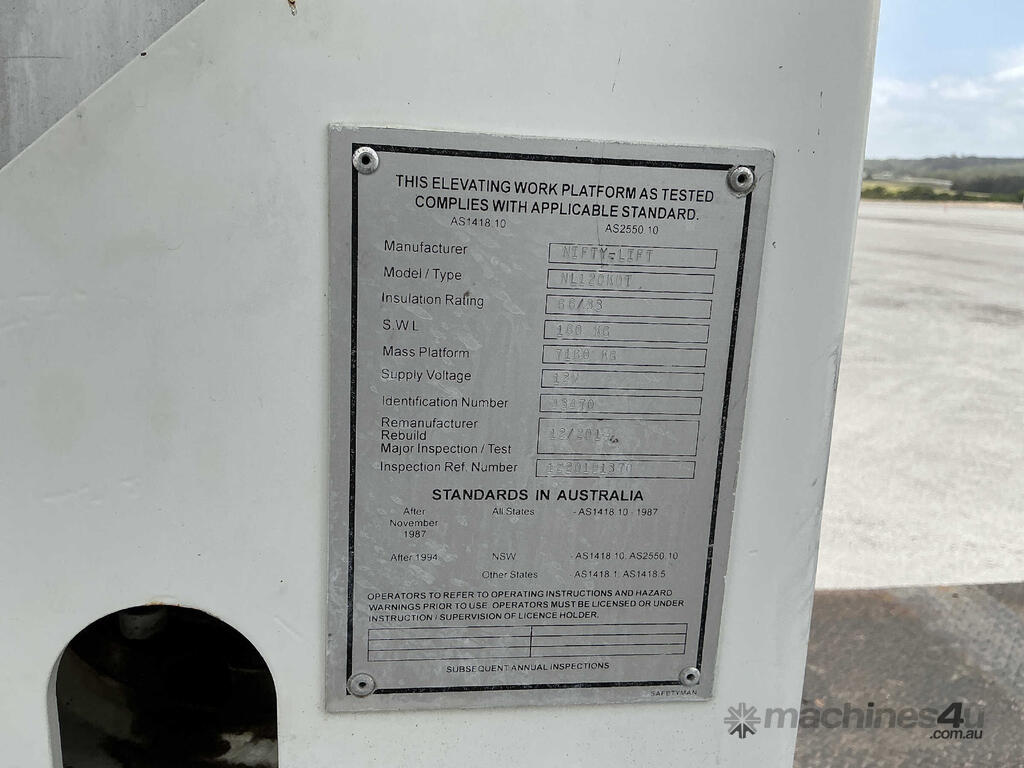 THIS ELEVATING WORK PLATFORM AS TESTED
COMPLIES WITH APPLICABLE STANDARD.
AS1418.10 AS2550.10
Manufacturer NIFTY-LIFT
Model / Type
Insulation Rating
S.W.L 160 KG
Mass Platform KG
Supply Voltage 12V
Identification Number
Remanufacturer
Rebuild
Major Inspection / Test
Inspection Ref. Number
STANDARDS IN AUSTRALIA
After All States - AS1418.10 - 1987
November
1987
After 1994 NSW - AS1418.10, AS2550.10
Other States - AS1418.1, AS1418.5
OPERATORS TO REFER TO OPERATING INSTRUCTIONS AND HAZARD
WARNINGS PRIOR TO USE. OPERATORS MUST BE LICENSED OR UNDER
INSTRUCTION / SUPERVISION OF LICENCE HOLDER.
SUBSEQUENT ANNUAL INSPECTIONS
SAFETYMAN
machines4u
.com.au